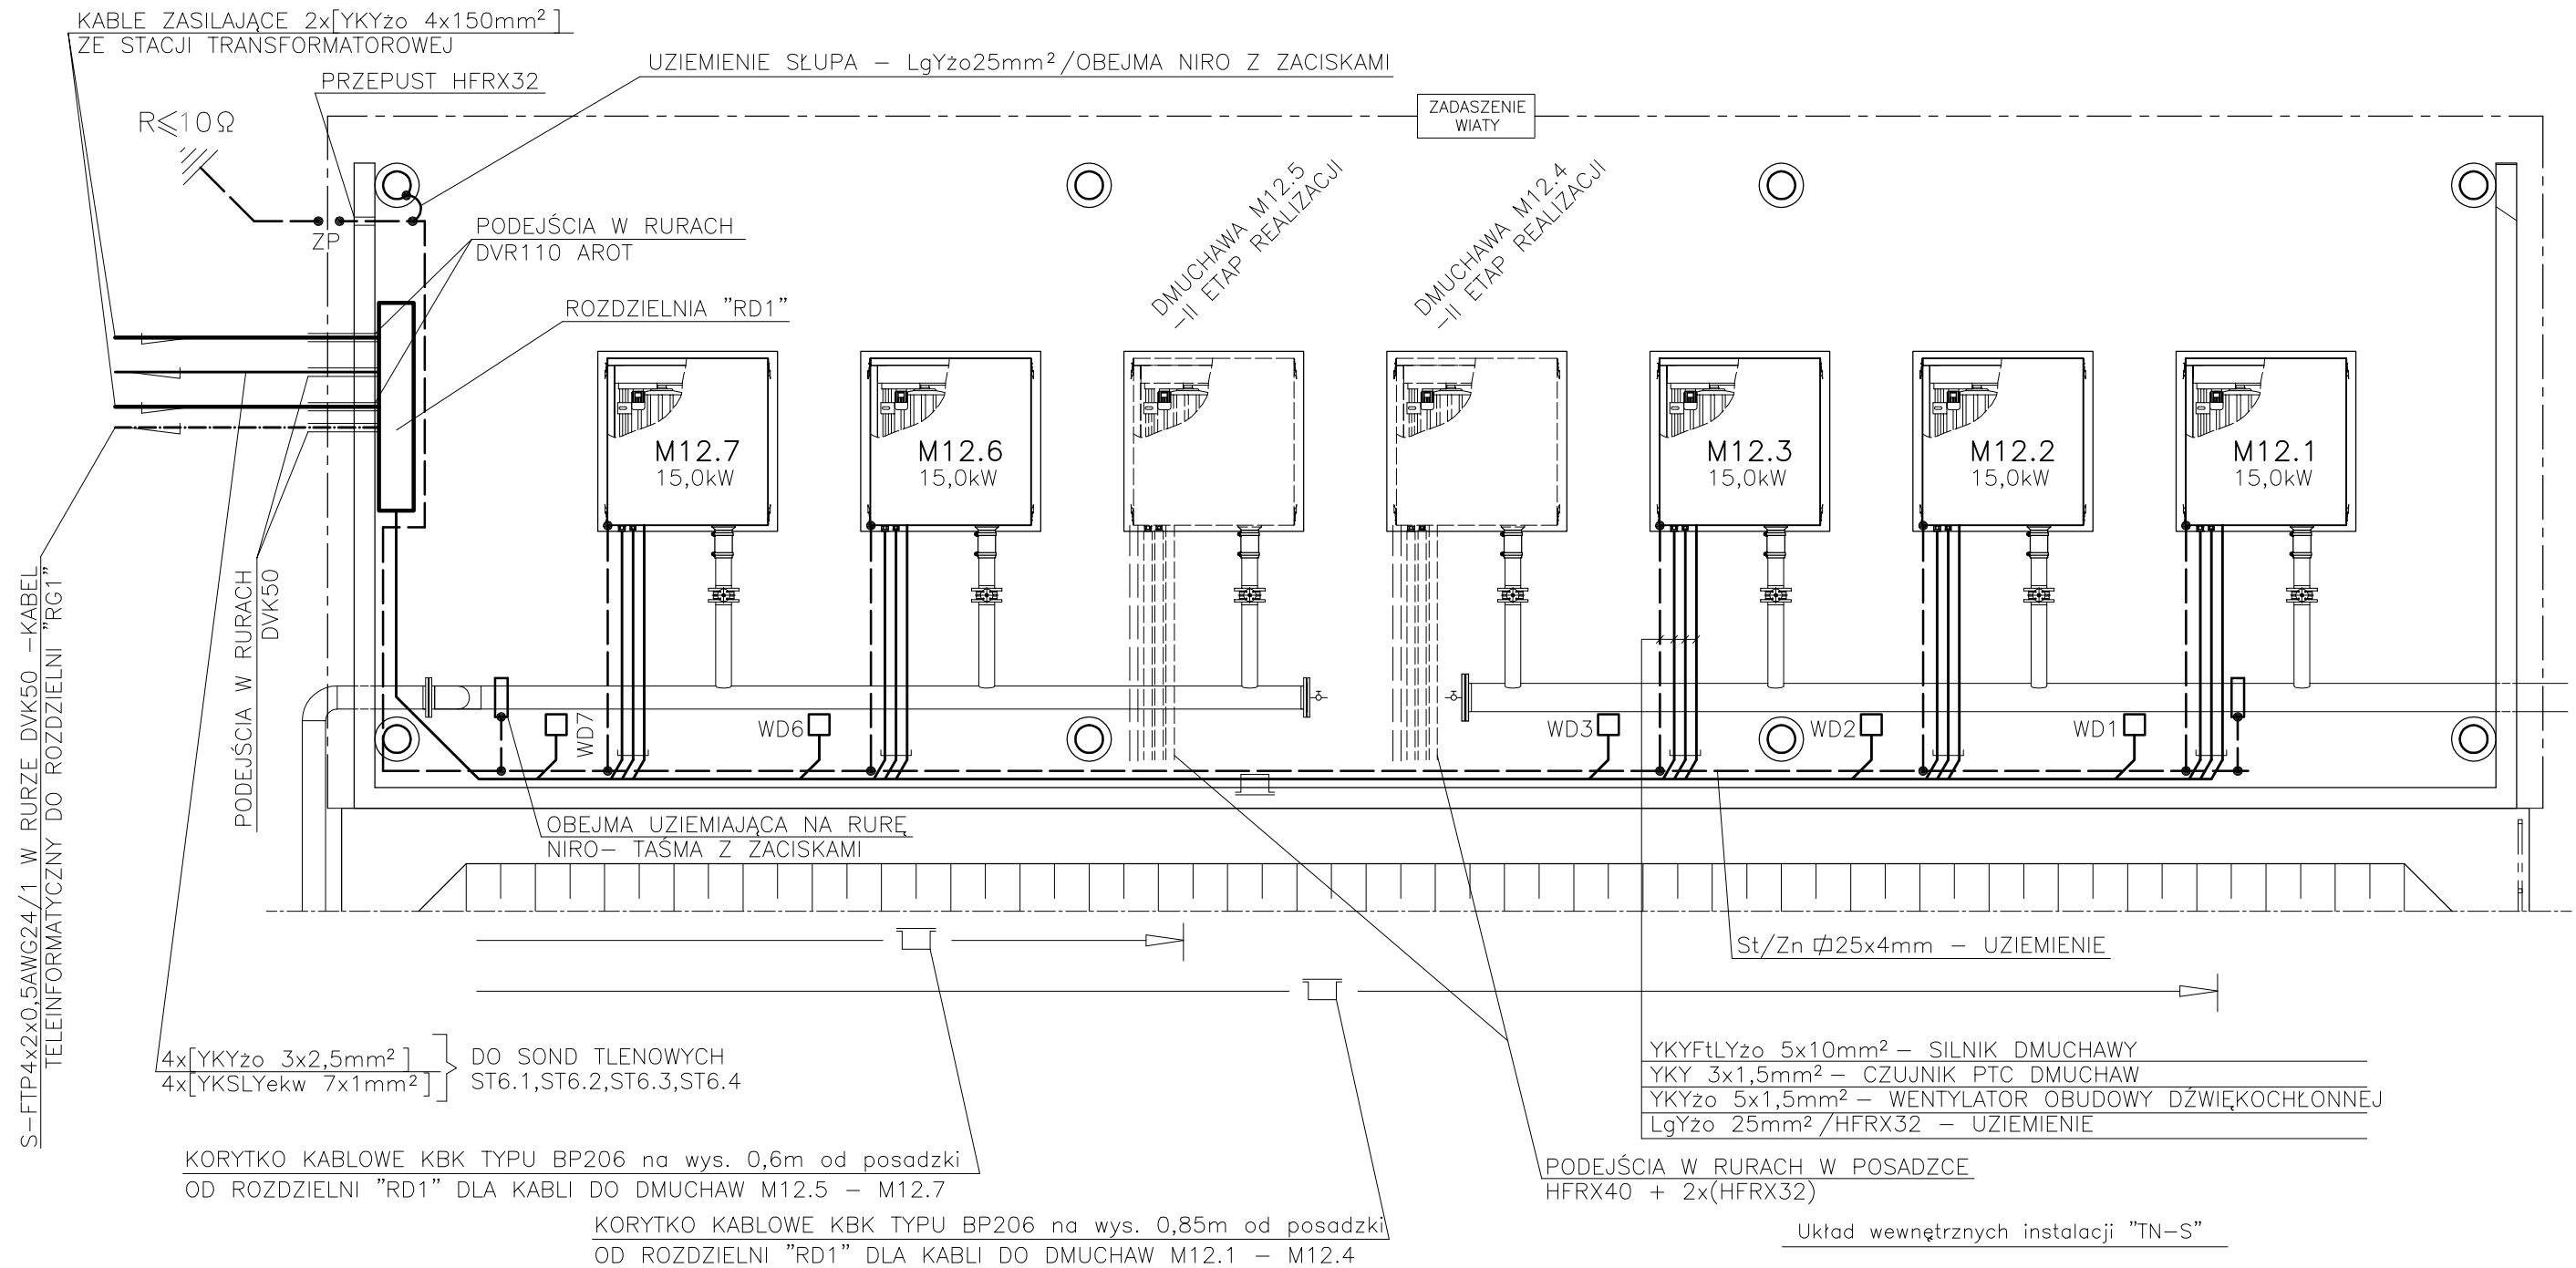 KABLE ZASILAJĄCE 2x[YKYżo 4x150mm²]
ZE STACJI TRANSFORMATOROWEJ
UZIEMIENIE SŁUPA – LgYżo25mm²/OBEJMA NIRO Z ZACISKAMI
PRZEPUST HFRX32
R≤10Ω
ZADASZENIE
WIATY
ZP
PODEJŚCIA W RURACH
DVR110 AROT
ROZDZIELNIA "RD1"
DMUCHAWA M12.5
–II ETAP REALIZACJI
DMUCHAWA M12.4
–II ETAP REALIZACJI
M12.7
15,0kW
M12.6
15,0kW
M12.3
15,0kW
M12.2
15,0kW
M12.1
15,0kW
S–FTP4x2x0,5AWG24/1 W RURZE DVK50 –KABEL
TELEINFORMATYCZNY DO ROZDZIELNI "RG1"
PODEJŚCIA W RURACH
DVK50
WD7
WD6
WD3
WD2
WD1
OBEJMA UZIEMIAJĄCA NA RURĘ
NIRO– TAŚMA Z ZACISKAMI
St/Zn 25x4mm – UZIEMIENIE
4x[YKYżo 3x2,5mm²]
4x[YKSLYekw 7x1mm²]
DO SOND TLENOWYCH
ST6.1,ST6.2,ST6.3,ST6.4
YKYFtLYżo 5x10mm² – SILNIK DMUCHAWY
YKY 3x1,5mm² – CZUJNIK PTC DMUCHAW
YKYżo 5x1,5mm² – WENTYLATOR OBUDOWY DŹWIĘKOCHŁONNEJ
LgYżo 25mm²/HFRX32 – UZIEMIENIE
KORYTKO KABLOWE KBK TYPU BP206 na wys. 0,6m od posadzki
OD ROZDZIELNI "RD1" DLA KABLI DO DMUCHAW M12.5 – M12.7
PODEJŚCIA W RURACH W POSADZCE
HFRX40 + 2x(HFRX32)
KORYTKO KABLOWE KBK TYPU BP206 na wys. 0,85m od posadzki
OD ROZDZIELNI "RD1" DLA KABLI DO DMUCHAW M12.1 – M12.4
Układ wewnętrznych instalacji "TN–S"